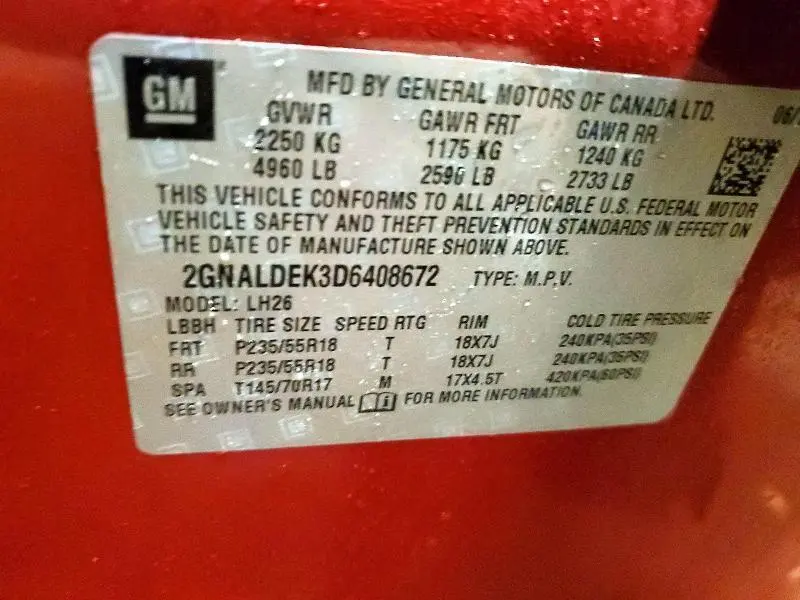 GM
MFD BY GENERAL MOTORS OF CANADA LTD. 06/
GVWR GAWR FRT GAWR RR
2250 KG 1175 KG 1240 KG
4960 LB 2590 LB 2733 LB
THIS VEHICLE CONFORMS TO ALL APPLICABLE U.S. FEDERAL MOTOR
VEHICLE SAFETY AND THEFT PREVENTION STANDARDS IN EFFECT ON
THE DATE OF MANUFACTURE SHOWN ABOVE.
2GNALDEK3D6408672 TYPE: M.P.V.
MODEL: LH26
LBBH TIRE SIZE SPEED RTG RIM COLD TIRE PRESSURE
FRT P235/55R18 T 18X7J 240KPA(35PSI)
RR P235/55R18 T 18X7J 240KPA(35PSI)
SPA T145/70R17 M 17X4.5T 420KPA(60PSI)
SEE OWNER'S MANUAL FOR MORE INFORMATION.